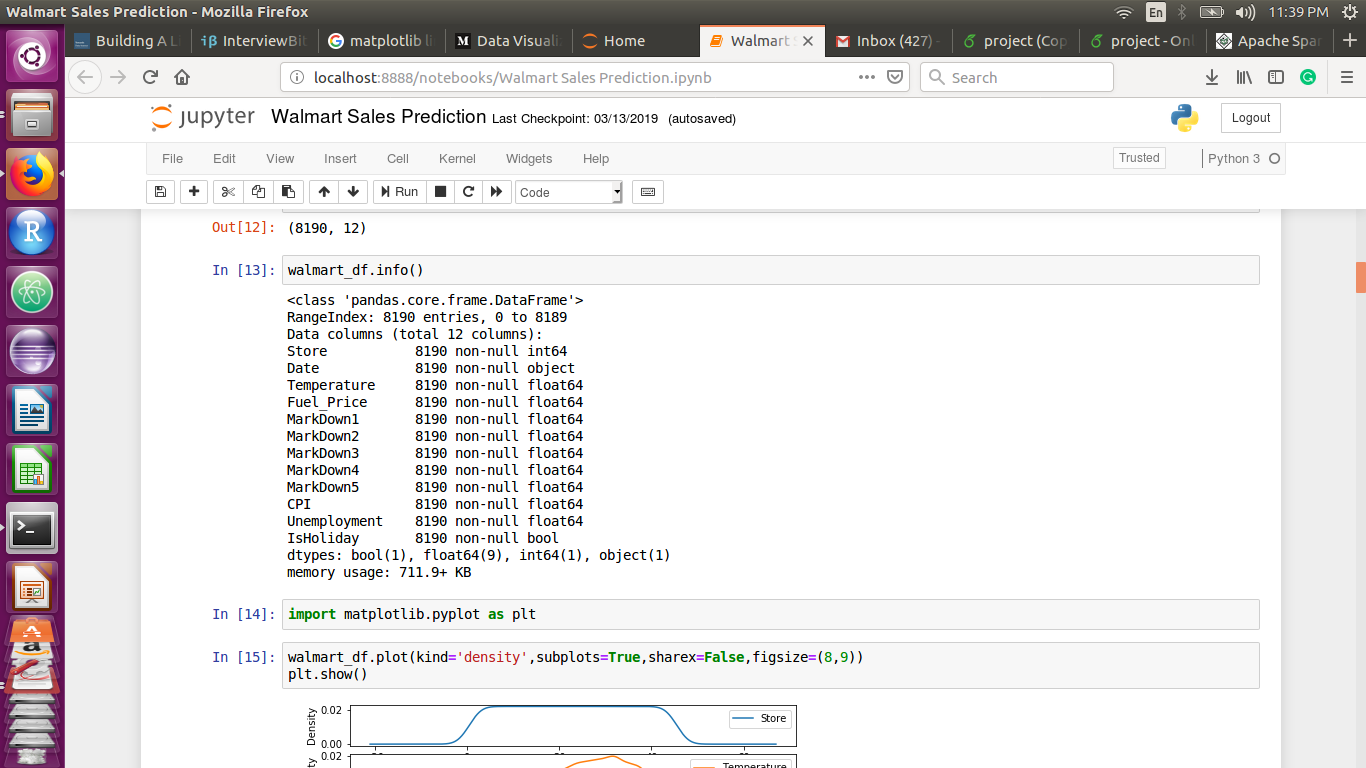 Walmart Sales Prediction - Mozilla Firefox
En
11:39 PM
Building A L
iβ InterviewBit
G matplotlib li
M Data Visuali
Home
Walmart S
Inbox (427) -
project (Cop
project - Onl
Apache Spar
localhost:8888/notebooks/Walmart Sales Prediction.ipynb
Search
jupyter Walmart Sales Prediction Last Checkpoint: 03/13/2019 (autosaved)
Logout
File Edit View Insert Cell Kernel Widgets Help
Trusted
Python 3
Run
Code
Out[12]: (8190, 12)
In [13]: walmart_df.info()
<class 'pandas.core.frame.DataFrame'>
RangeIndex: 8190 entries, 0 to 8189
Data columns (total 12 columns):
Store 8190 non-null int64
Date 8190 non-null object
Temperature 8190 non-null float64
Fuel_Price 8190 non-null float64
MarkDown1 8190 non-null float64
MarkDown2 8190 non-null float64
MarkDown3 8190 non-null float64
MarkDown4 8190 non-null float64
MarkDown5 8190 non-null float64
CPI 8190 non-null float64
Unemployment 8190 non-null float64
IsHoliday 8190 non-null bool
dtypes: bool(1), float64(9), int64(1), object(1)
memory usage: 711.9+ KB
In [14]: import matplotlib.pyplot as plt
In [15]: walmart_df.plot(kind='density',subplots=True,sharex=False,figsize=(8,9))
plt.show()
Density
0.02
0.00
Store
0.02
Temperature